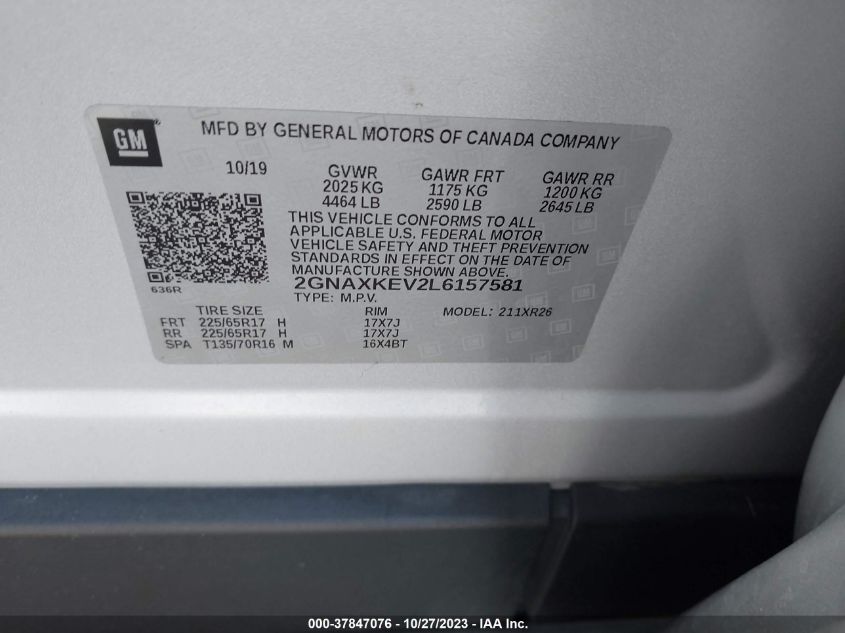 GM
MFD BY GENERAL MOTORS OF CANADA COMPANY
10/19 GVWR GAWR FRT GAWR RR
2025 KG 1175 KG 1200 KG
4464 LB 2590 LB 2645 LB
THIS VEHICLE CONFORMS TO ALL
APPLICABLE U.S. FEDERAL MOTOR
VEHICLE SAFETY AND THEFT PREVENTION
STANDARDS IN EFFECT ON THE DATE OF
MANUFACTURE SHOWN ABOVE.
636R 2GNAXKEV2L6157581
TYPE: M.P.V.
TIRE SIZE RIM MODEL: 211XR26
FRT 225/65R17 H 17X7J
RR 225/65R17 H 17X7J
SPA T135/70R16 M 16X4BT
000-37847076 - 10/27/2023 - IAA Inc.